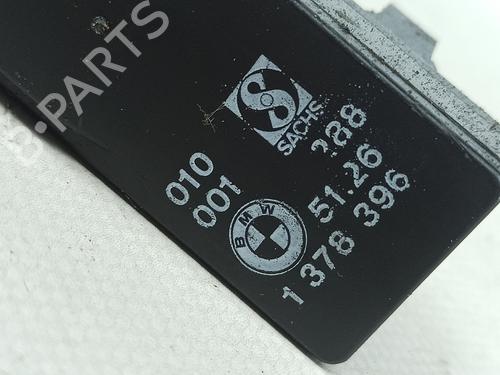 B-PARTS
SACHS
010 288
001 51.26
BMW
1 378 396